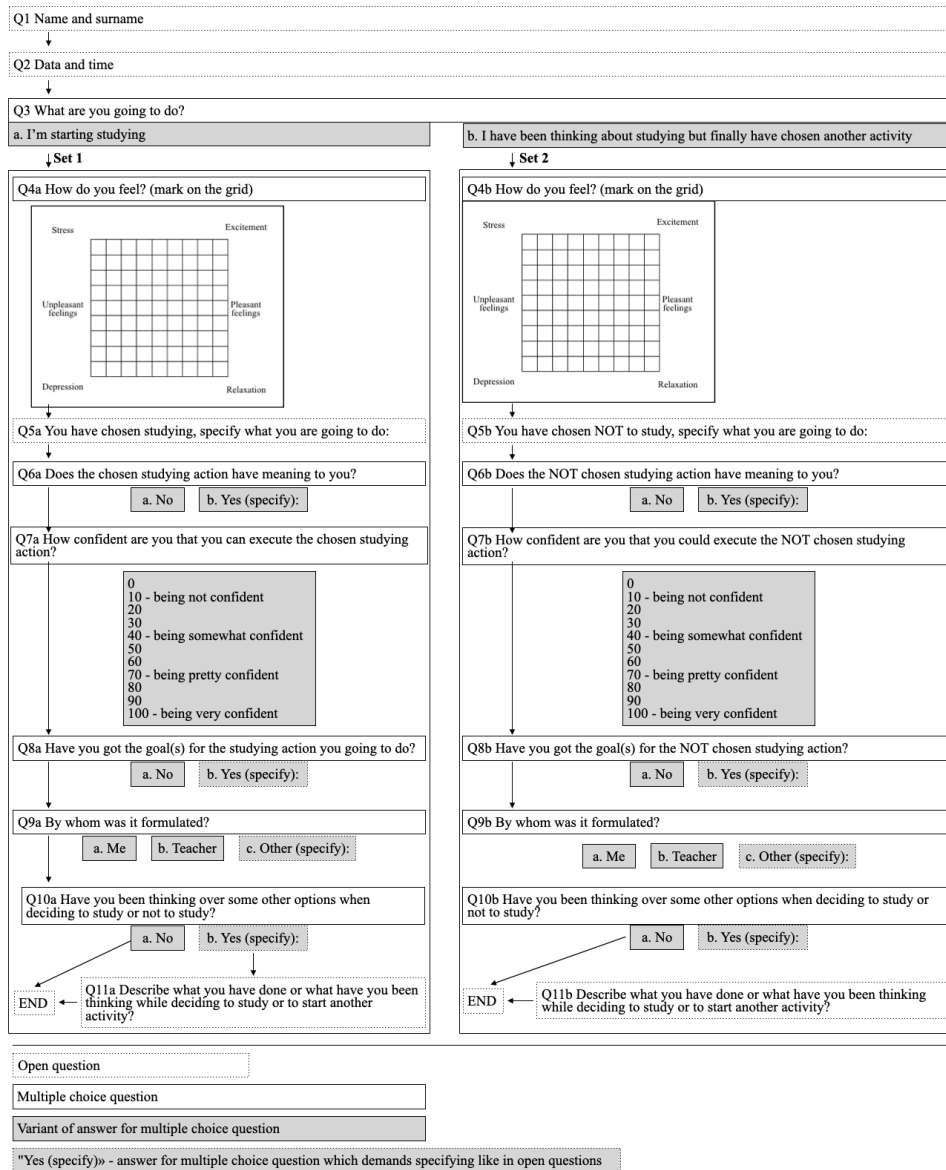 Q1 Name and surname
Q2 Data and time
Q3 What are you going to do?
a. I'm starting studying
b. I have been thinking about studying but finally have chosen another activity
Set 1
Set 2
Q4a How do you feel? (mark on the grid)
Stress
Excitement
Unpleasant
feelings
Pleasant
feelings
Depression
Relaxation
Q5a You have chosen studying, specify what you are going to do:
Q6a Does the chosen studying action have meaning to you?
a. No
b. Yes (specify):
Q7a How confident are you that you can execute the chosen studying
action?
0
10 - being not confident
20
30
40 - being somewhat confident
50
60
70 - being pretty confident
80
90
100 - being very confident
Q8a Have you got the goal(s) for the studying action you going to do?
a. No
b. Yes (specify):
Q9a By whom was it formulated?
a. Me
b. Teacher
c. Other (specify):
Q10a Have you been thinking over some other options when
deciding to study or not to study?
a. No
b. Yes (specify):
END
Q11a Describe what you have done or what have you been
thinking while deciding to study or to start another
activity?
Q4b How do you feel? (mark on the grid)
Stress
Excitement
Unpleasant
feelings
Pleasant
feelings
Depression
Relaxation
Q5b You have chosen NOT to study, specify what you are going to do:
Q6b Does the NOT chosen studying action have meaning to you?
a. No
b. Yes (specify):
Q7b How confident are you that you could execute the NOT chosen studying
action?
0
10 - being not confident
20
30
40 - being somewhat confident
50
60
70 - being pretty confident
80
90
100 - being very confident
Q8b Have you got the goal(s) for the NOT chosen studying action?
a. No
b. Yes (specify):
Q9b By whom was it formulated?
a. Me
b. Teacher
c. Other (specify):
Q10b Have you been thinking over some other options when deciding to study or
not to study?
a. No
b. Yes (specify):
END
Q11b Describe what you have done or what have you been thinking
while deciding to study or to start another activity?
Open question
Multiple choice question
Variant of answer for multiple choice question
"Yes (specify)» - answer for multiple choice question which demands specifying like in open questions